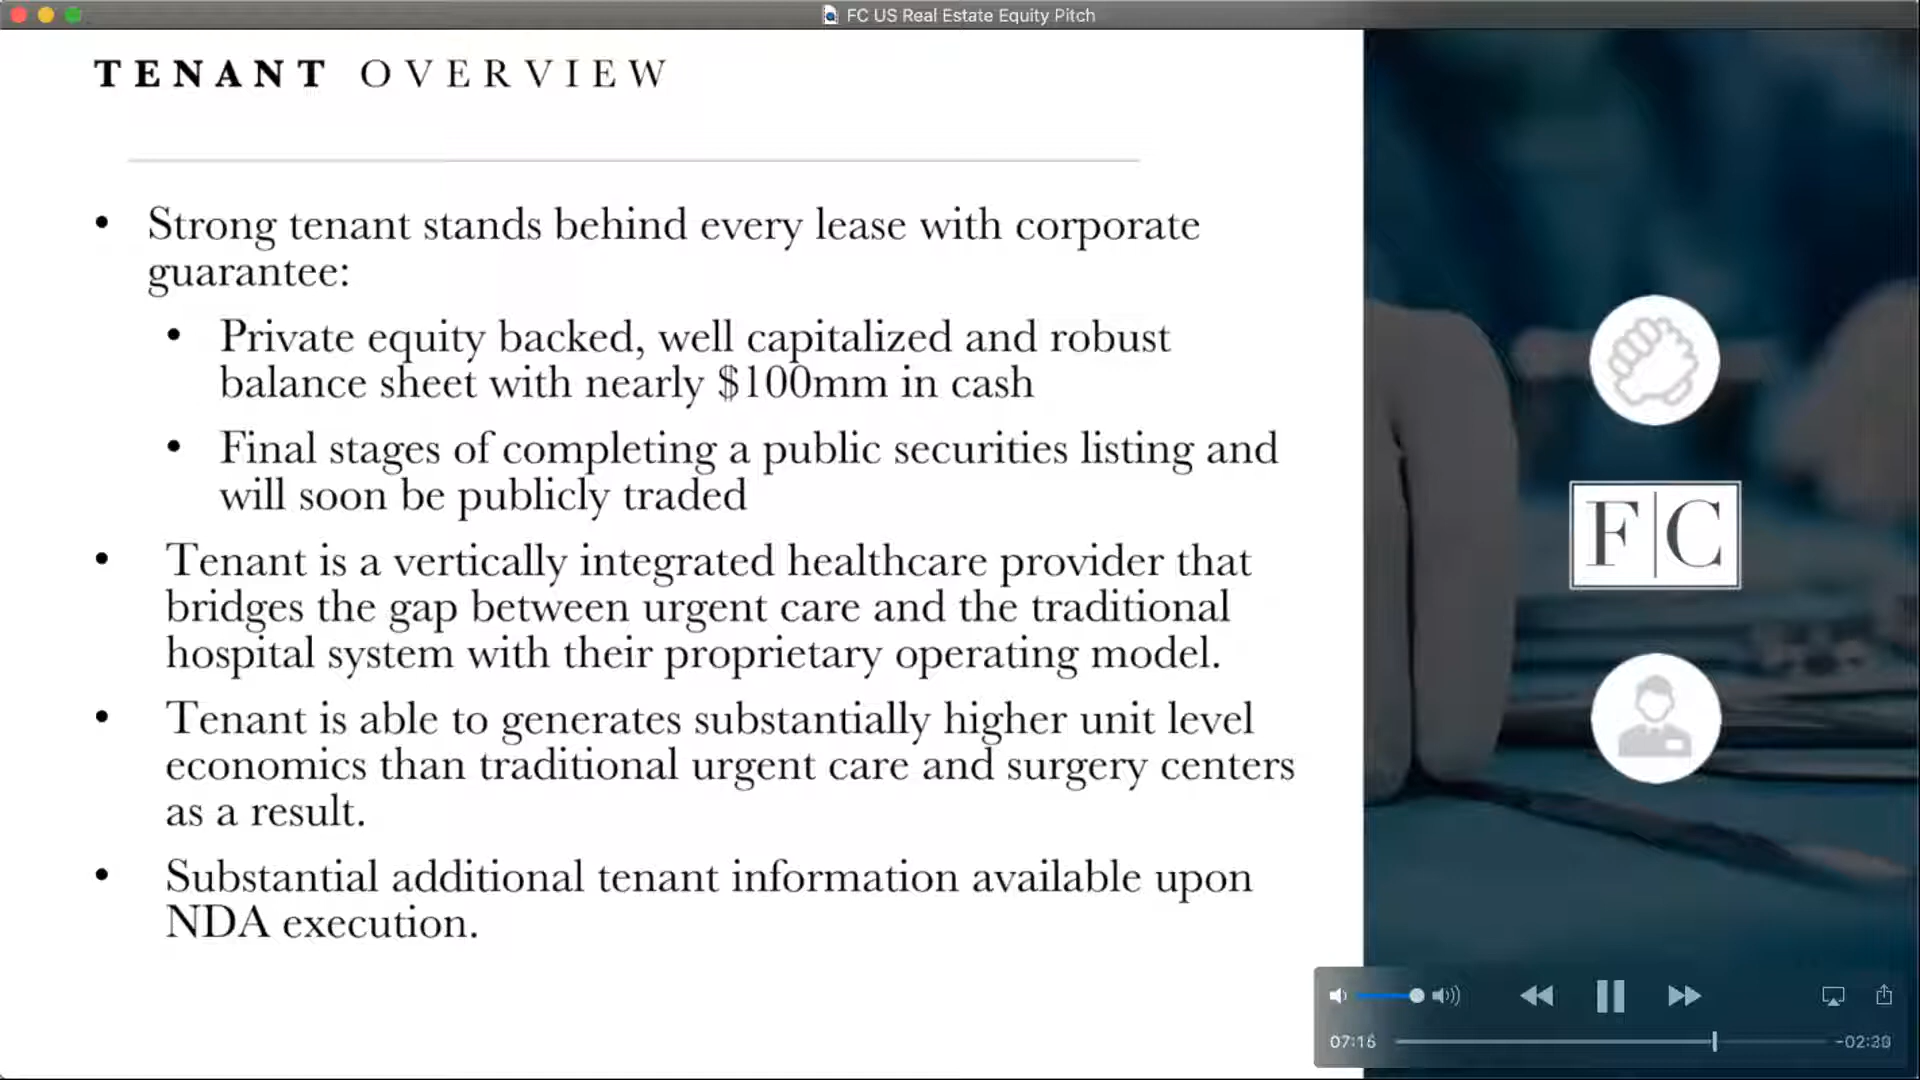 FC US Real Estate Equity Pitch
TENANT OVERVIEW
• Strong tenant stands behind every lease with corporate
guarantee:
• Private equity backed, well capitalized and robust
balance sheet with nearly $100mm in cash
• Final stages of completing a public securities listing and
will soon be publicly traded
• Tenant is a vertically integrated healthcare provider that
bridges the gap between urgent care and the traditional
hospital system with their proprietary operating model.
• Tenant is able to generates substantially higher unit level
economics than traditional urgent care and surgery centers
as a result.
• Substantial additional tenant information available upon
NDA execution.
F|C
07:16